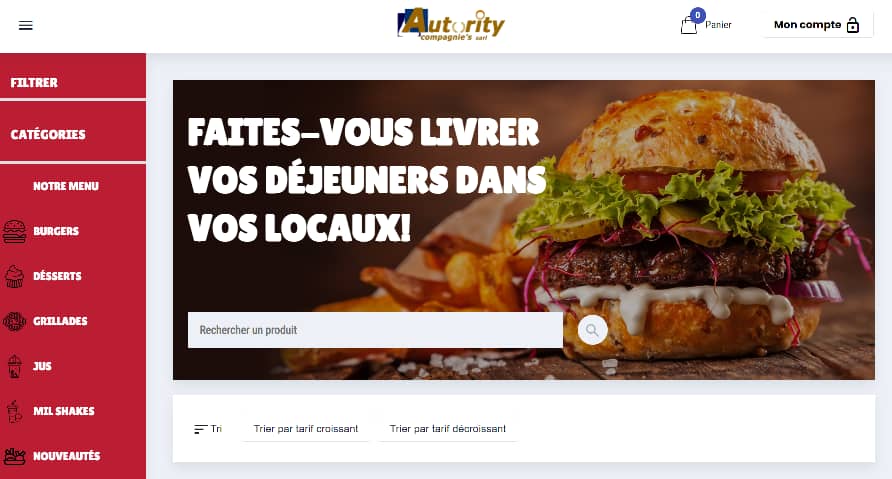 Autority
compagnie's sarl
0
Panier
Mon compte
FILTRER
CATÉGORIES
NOTRE MENU
BURGERS
DÉSSERTS
GRILLADES
JUS
MIL SHAKES
NOUVEAUTÉS
FAITES-VOUS LIVRER
VOS DÉJEUNERS DANS
VOS LOCAUX!
Rechercher un produit
Tri
Trier par tarif croissant
Trier par tarif décroissant